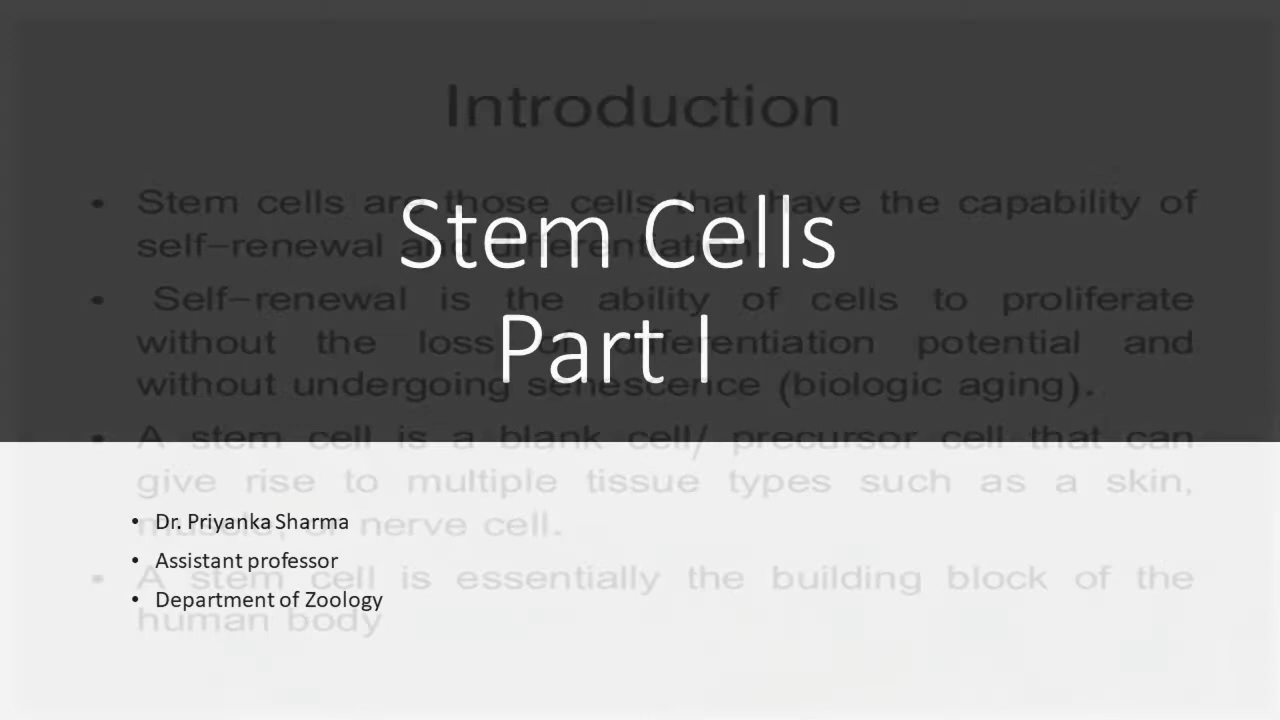 Introduction
• Stem cells are those cells that have the capability of
self-renewal and differentiation.
Stem Cells
• Self-renewal is the ability of cells to proliferate
without the loss of differentiation potential and
Part I
without undergoing senescence (biologic aging).
• A stem cell is a blank cell/ precursor cell that can
give rise to multiple tissue types such as a skin,
muscle, or nerve cell.
• Dr. Priyanka Sharma
• Assistant professor
• A stem cell is essentially the building block of the
• Department of Zoology
human body